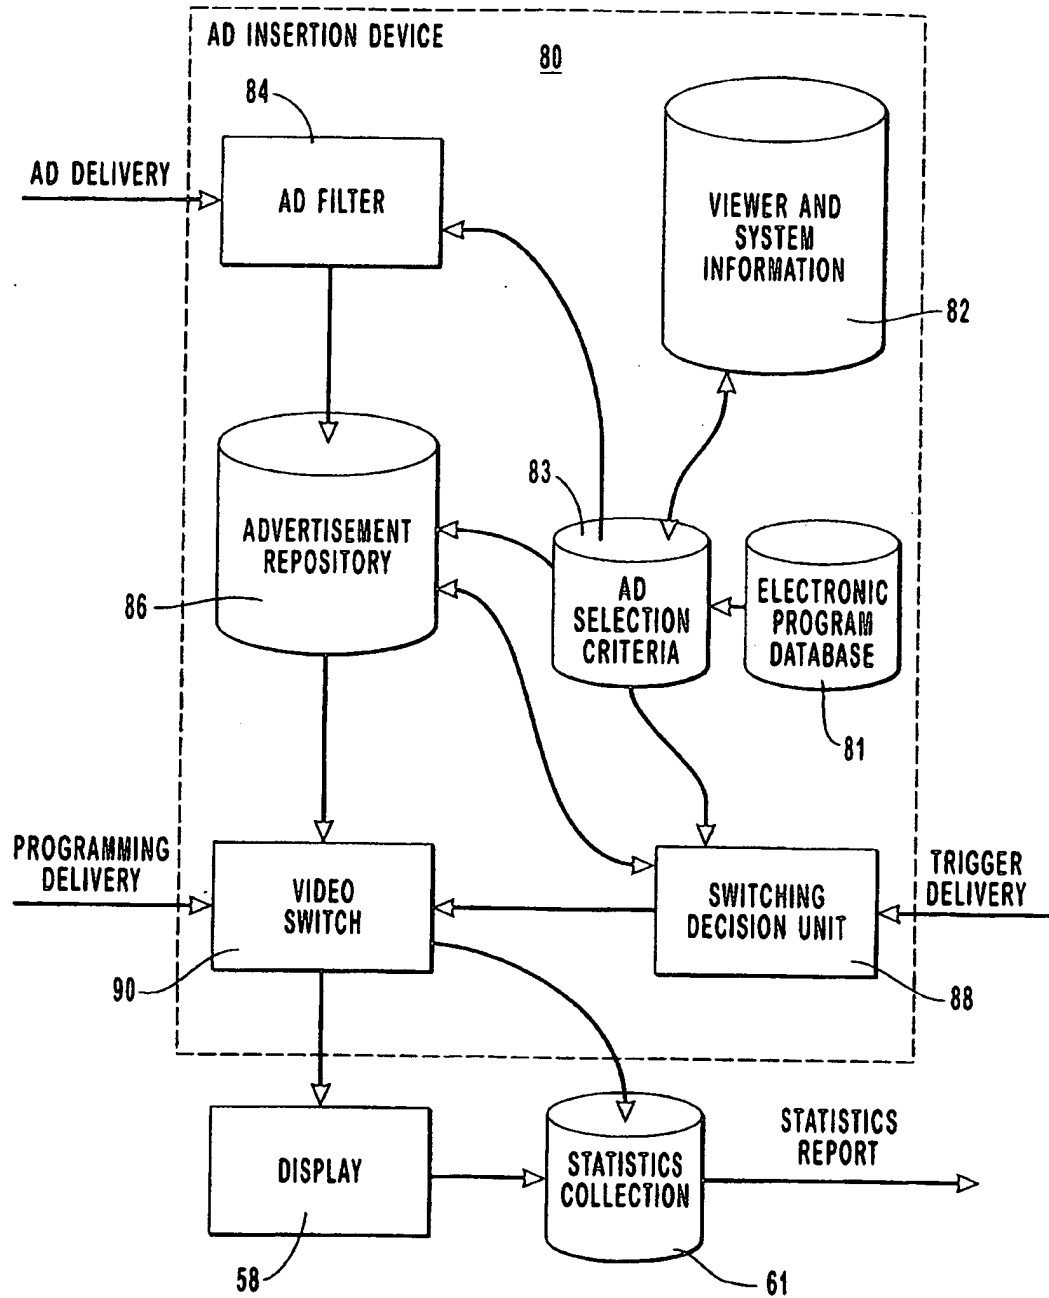 AD INSERTION DEVICE
80
84
AD DELIVERY
AD FILTER
VIEWER AND
SYSTEM
INFORMATION
82
83
ADVERTISEMENT
REPOSITORY
86
AD
SELECTION
CRITERIA
ELECTRONIC
PROGRAM
DATABASE
81
PROGRAMMING
DELIVERY
VIDEO
SWITCH
90
SWITCHING
DECISION UNIT
88
TRIGGER
DELIVERY
DISPLAY
58
STATISTICS
COLLECTION
61
STATISTICS
REPORT